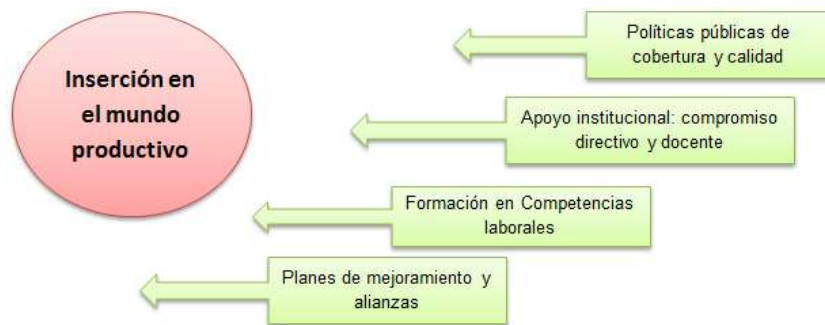 Inserción en
el mundo
productivo
Políticas públicas de
cobertura y calidad
Apoyo institucional: compromiso
directivo y docente
Formación en Competencias
laborales
Planes de mejoramiento y
alianzas